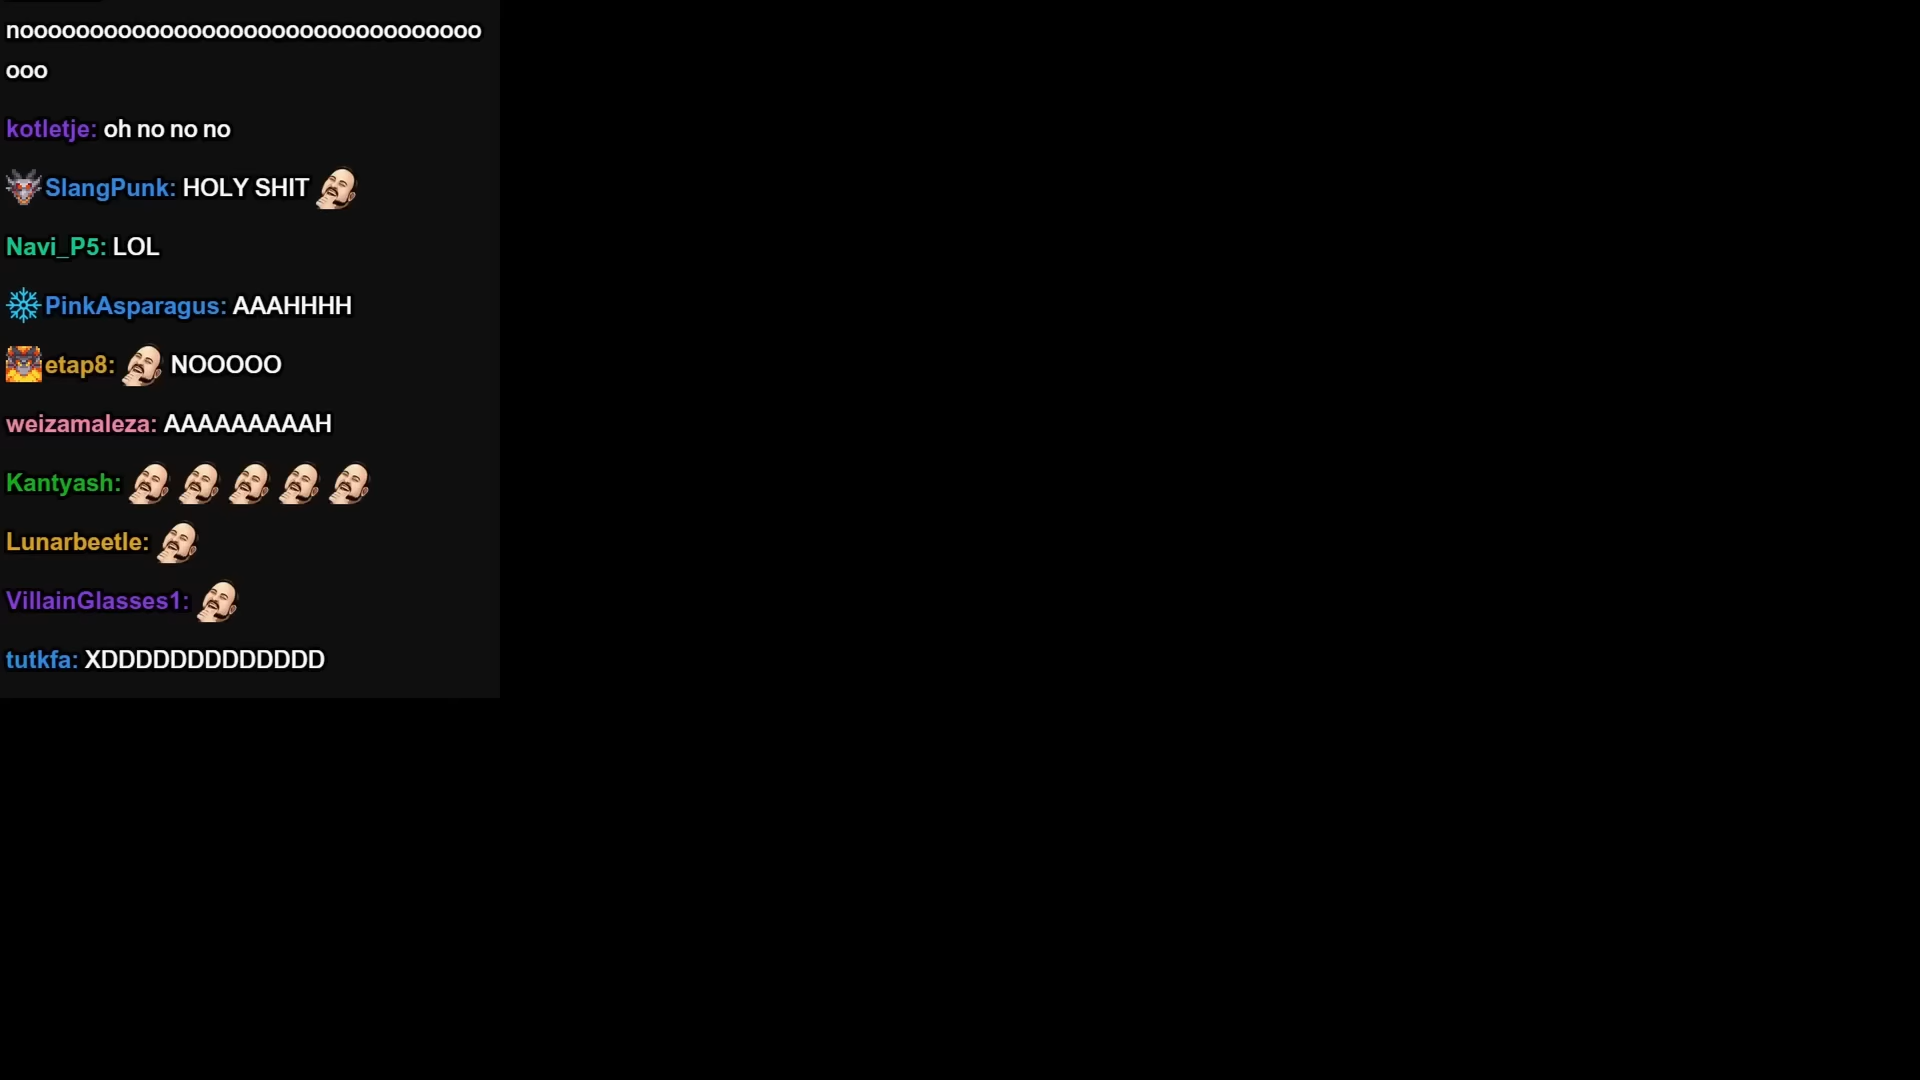 nooooooooooooooooooooooooooooooooo
ooo
kotletje: oh no no no
SlangPunk: HOLY SHIT
Navi_P5: LOL
PinkAsparagus: AAAHHHH
etap8: NOOOOO
weizamaleza: AAAAAAAAAH
Kantyash:
Lunarbeetle:
VillainGlasses1:
tutkfa: XDDDDDDDDDDDDD